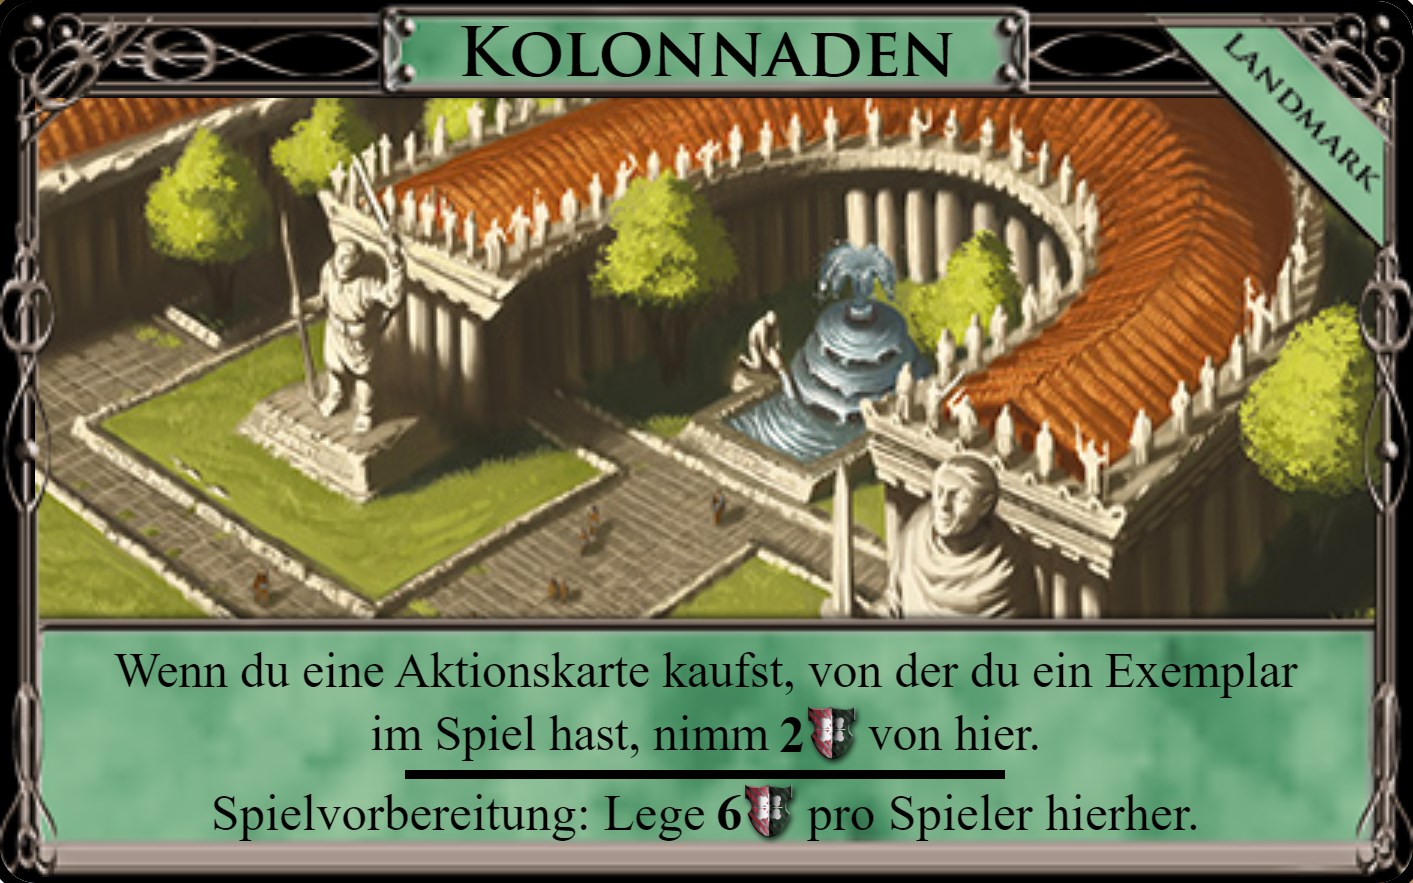 KOLONNADEN
LANDMARK
Wenn du eine Aktionskarte kaufst, von der du ein Exemplar
im Spiel hast, nimm 2 von hier.
Spielvorbereitung: Lege 6 pro Spieler hierher.